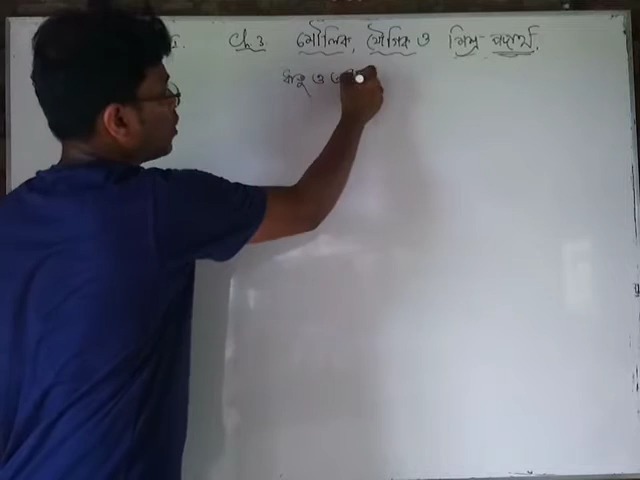 Ch 3 মৌলিক, যৌগিক ও মিশ্র পদার্থ.
ধাতু ও